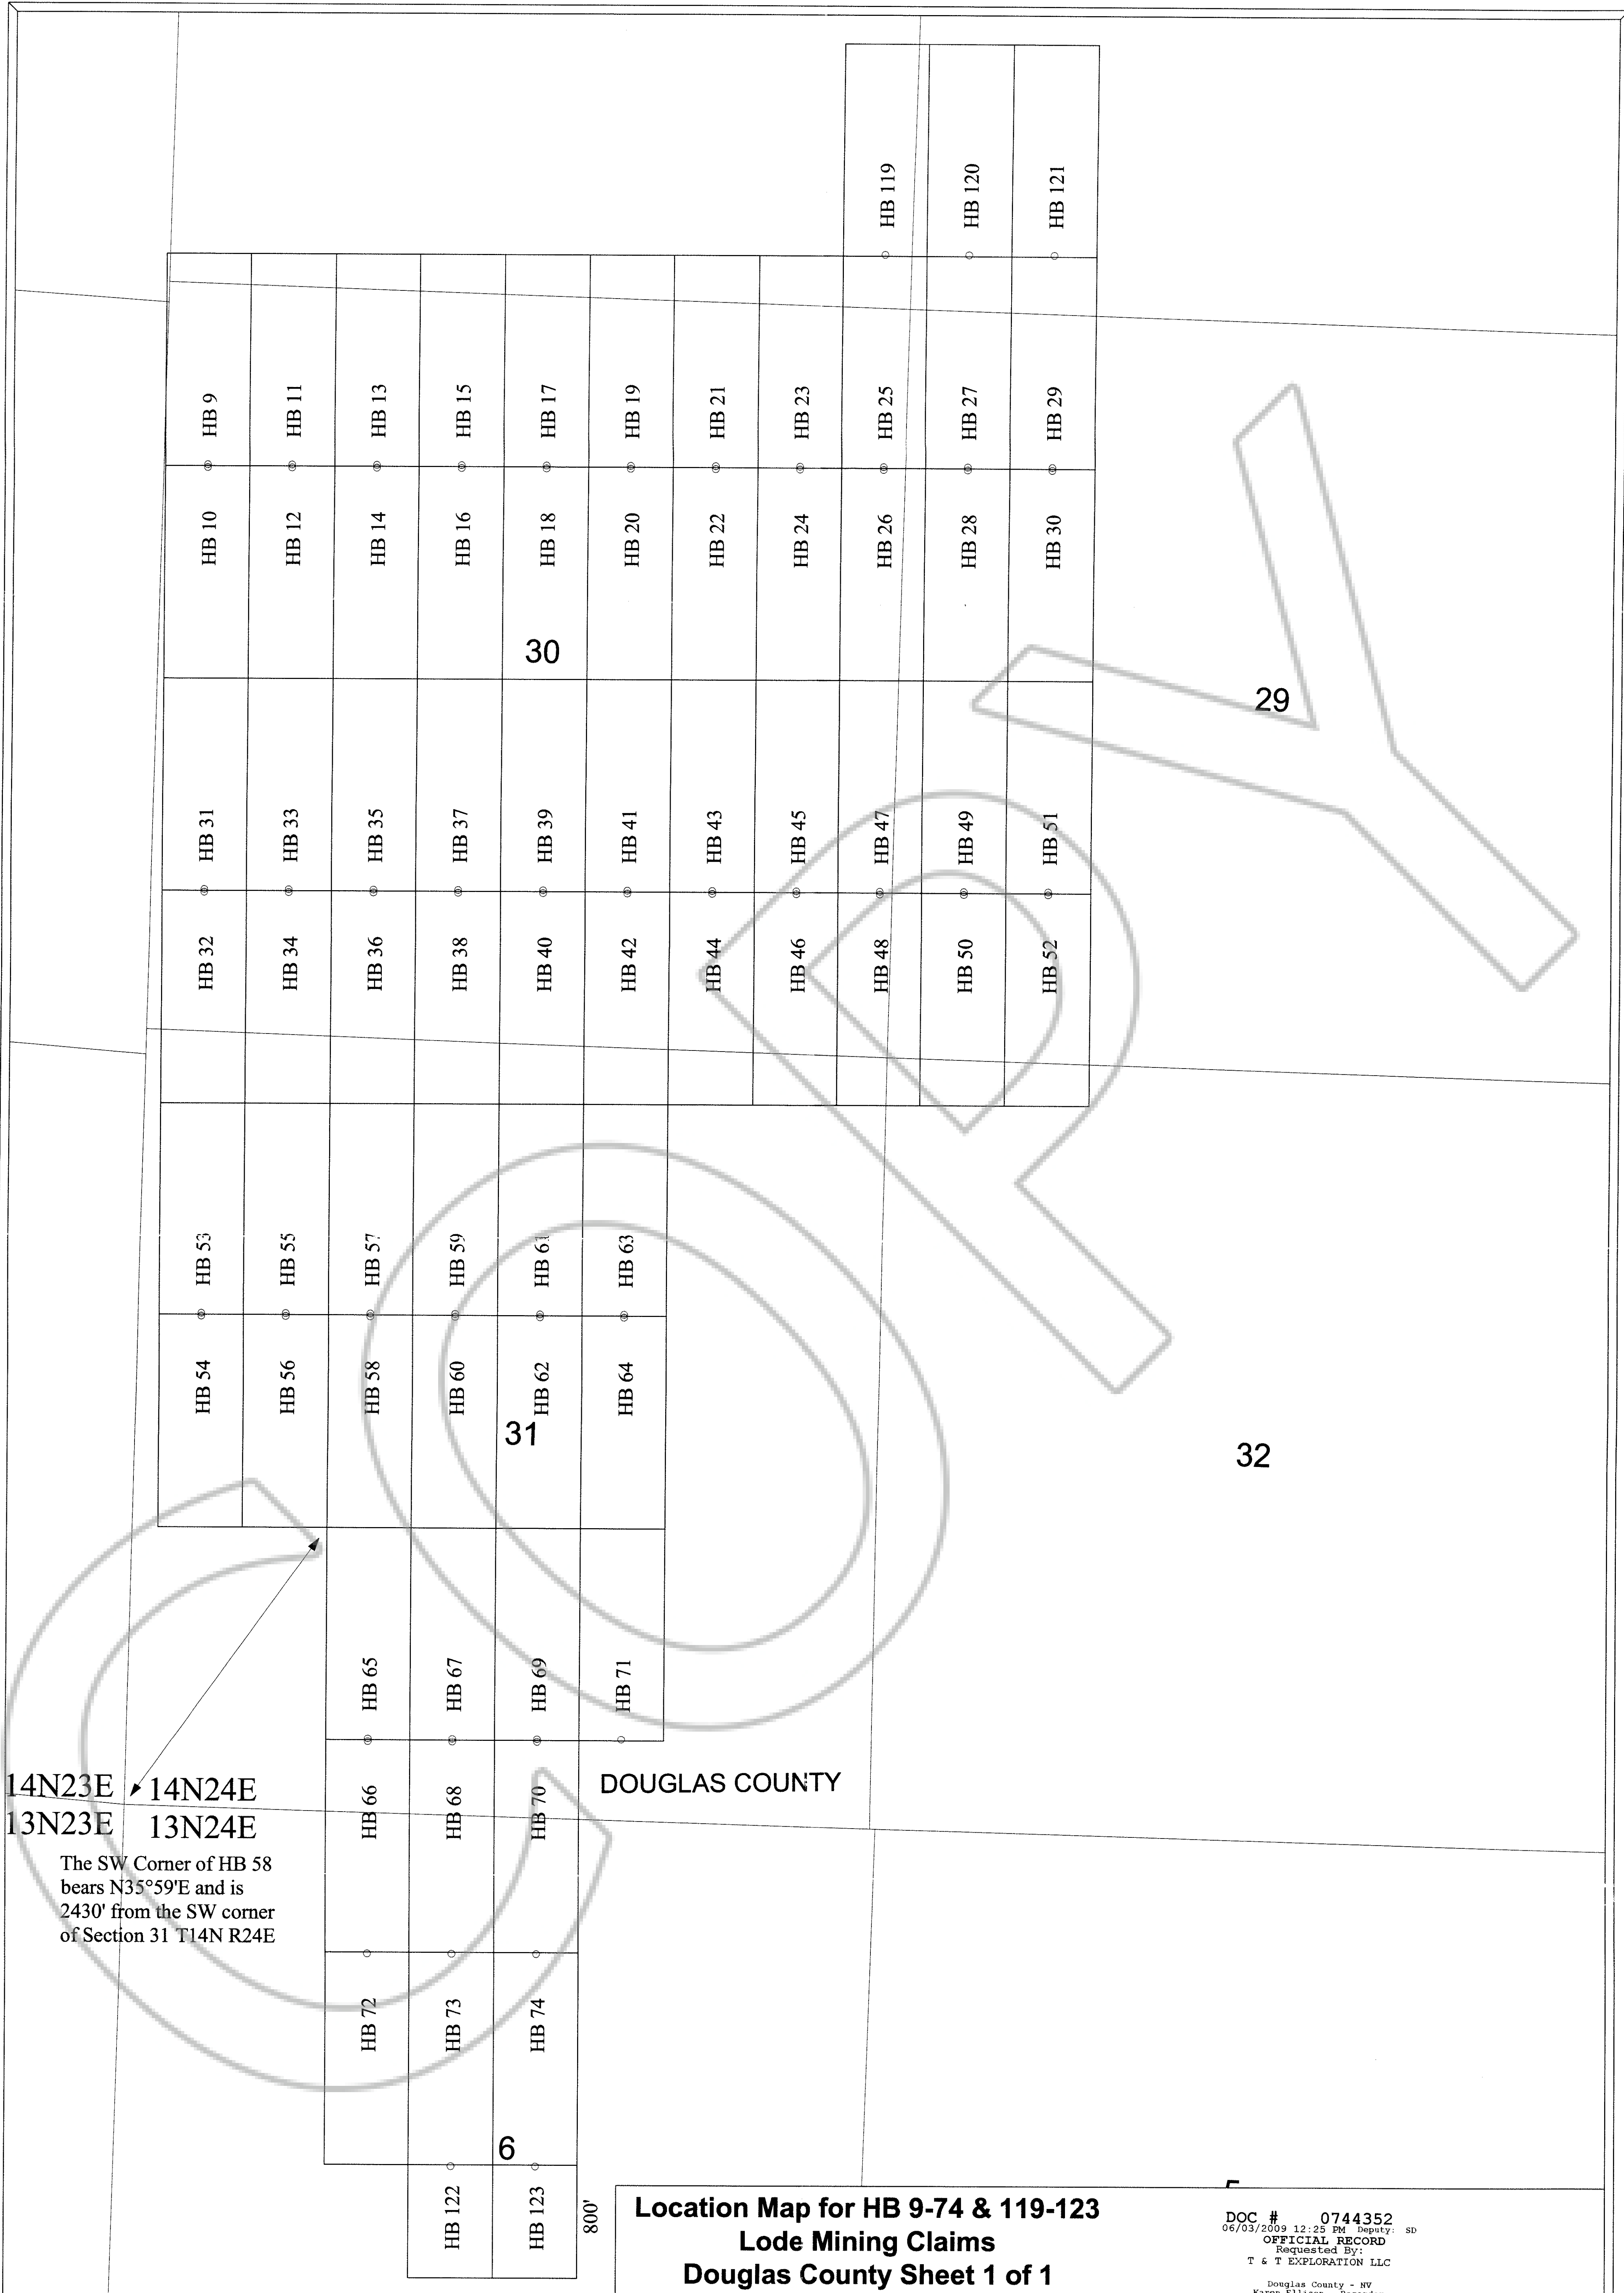 HB 119
HB 120
HB 121
HB 9
HB 11
HB 13
HB 15
HB 17
HB 19
HB 21
HB 23
HB 25
HB 27
HB 29
HB 10
HB 12
HB 14
HB 16
HB 18
HB 20
HB 22
HB 24
HB 26
HB 28
HB 30
30
29
HB 31
HB 33
HB 35
HB 37
HB 39
HB 41
HB 43
HB 45
HB 47
HB 49
HB 51
HB 32
HB 34
HB 36
HB 38
HB 40
HB 42
HB 44
HB 46
HB 48
HB 50
HB 52
HB 53
HB 55
HB 57
HB 59
HB 61
HB 63
HB 54
HB 56
HB 58
HB 60
HB 62
HB 64
31
32
HB 65
HB 67
HB 69
HB 71
HB 66
HB 68
HB 70
DOUGLAS COUNTY
14N23E
14N24E
13N23E
13N24E
The SW Corner of HB 58
bears N35°59'E and is
2430' from the SW corner
of Section 31 T14N R24E
HB 72
HB 73
HB 74
6
HB 122
HB 123
800'
Location Map for HB 9-74 & 119-123
Lode Mining Claims
Douglas County Sheet 1 of 1
DOC # 0744352
06/03/2009 12:25 PM Deputy: SD
OFFICIAL RECORD
Requested By:
T & T EXPLORATION LLC
Douglas County - NV
COPY